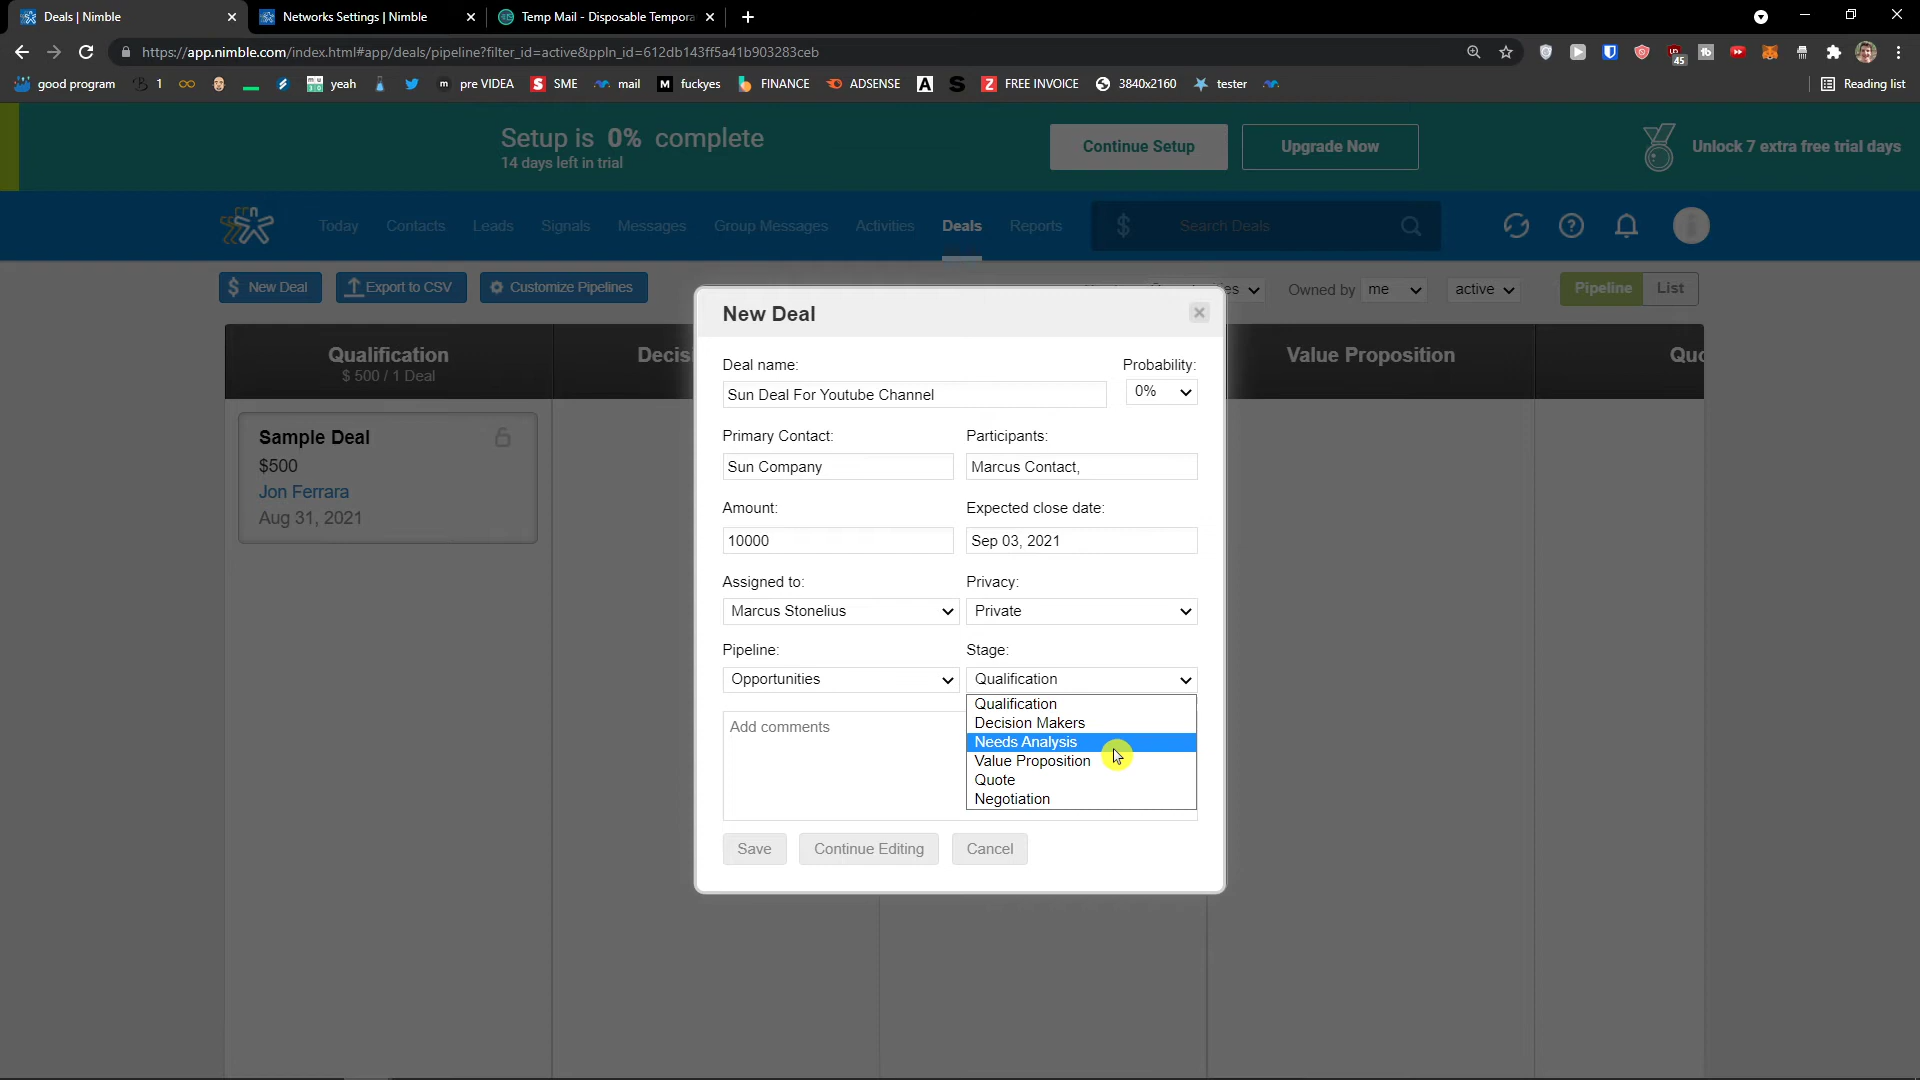 Deals | Nimble
Networks Settings | Nimble
Temp Mail - Disposable Tempora
https://app.nimble.com/index.html#app/deals/pipeline?filter_id=active&ppln_id=612db143ff5a41b903283ceb
45
good program
1
yeah
pre VIDEA
SME
mail
fuckyes
FINANCE
ADSENSE
FREE INVOICE
3840x2160
tester
Reading list
Setup is 0% complete
14 days left in trial
Continue Setup
Upgrade Now
Unlock 7 extra free trial days
Today
Contacts
Leads
Signals
Messages
Group Messages
Activities
Deals
Reports
$
Search Deals
$ New Deal
Export to CSV
Customize Pipelines
Owned by
me
active
Pipeline
List
Qualification
$ 500 / 1 Deal
Decis
Value Proposition
Quo
Sample Deal
$500
Jon Ferrara
Aug 31, 2021
New Deal
Deal name:
Probability:
Sun Deal For Youtube Channel
0%
Primary Contact:
Participants:
Sun Company
Marcus Contact,
Amount:
Expected close date:
10000
Sep 03, 2021
Assigned to:
Privacy:
Marcus Stonelius
Private
Pipeline:
Stage:
Opportunities
Qualification
Qualification
Decision Makers
Needs Analysis
Value Proposition
Quote
Negotiation
Add comments
Save
Continue Editing
Cancel